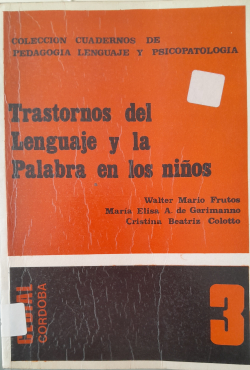 COLECCION CUADERNOS DE
PEDAGOGIA LENGUAJE Y PSICOPATOLOGIA
Trastornos del
Lenguaje y la
Palabra en los niños
Walter Mario Frutos
María Elisa A. de Garimanno
Cristina Beatriz Colotto
3
CORDOBA